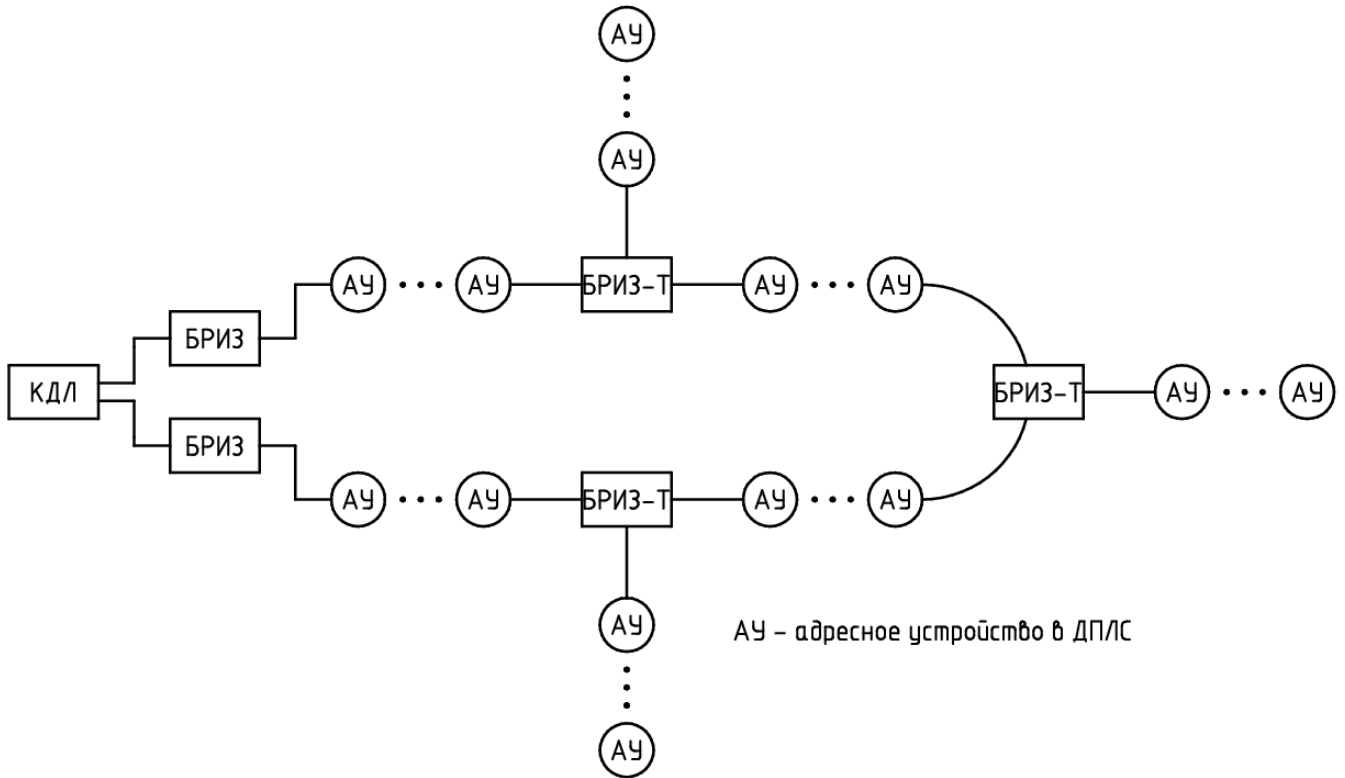 АУ
АУ
АУ АУ БРИЗ-Т АУ АУ
БРИЗ
КДЛ БРИЗ-Т АУ АУ
БРИЗ
АУ АУ БРИЗ-Т АУ АУ
АУ АУ – адресное устройство в ДПЛС
АУ